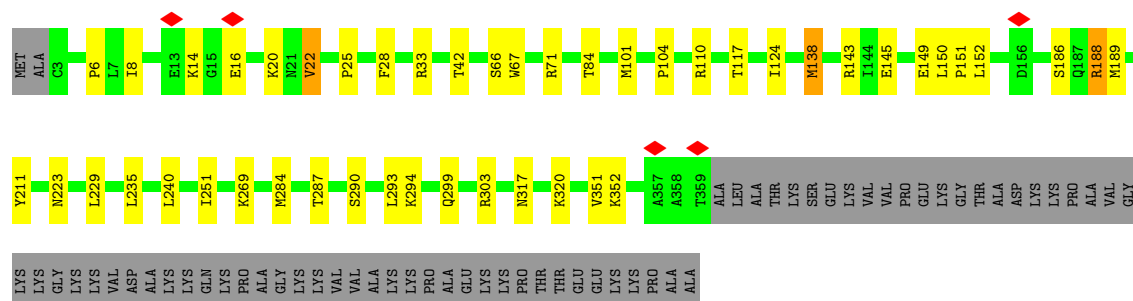 MET ALA C3 P6 L7 I8 E13 K14 G15 E16 K20 N21 V22 P25 F28 R33 T42 S66 W67 R71 T84 M101 P104 R110 T117 I124 M138 R143 I144 E145 E149 L150 P151 L152 D156 S186 Q187 R188 M189
Y211 N223 L229 L235 L240 I251 K269 M284 T287 S290 L293 K294 Q299 R303 N317 K320 V351 K352 A357 A358 T359 ALA LEU ALA THR LYS SER GLU LYS VAL VAL PRO GLU LYS GLY THR ALA ASP LYS LYS PRO ALA VAL GLY
LYS LYS GLY LYS LYS VAL ASP ALA LYS LYS GLN LYS PRO ALA GLY LYS LYS VAL VAL ALA LYS LYS PRO ALA GLU LYS LYS PRO THR THR GLU GLU LYS LYS PRO ALA ALA